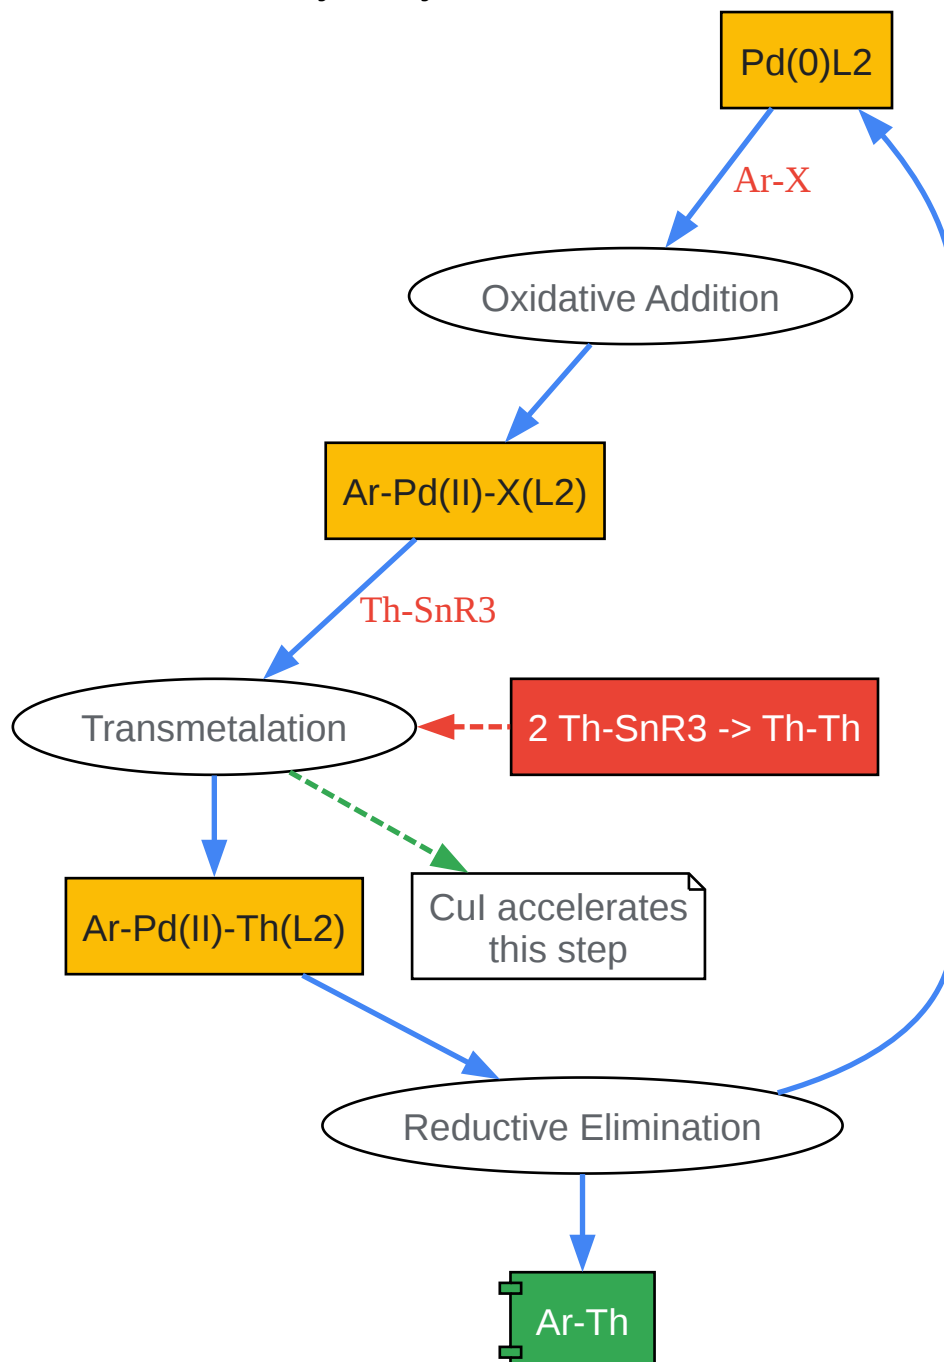 Pd(0)L2
Ar-X
Oxidative Addition
Ar-Pd(II)-X(L2)
Th-SnR3
Transmetalation
2 Th-SnR3 -> Th-Th
Ar-Pd(II)-Th(L2)
CuI accelerates
this step
Reductive Elimination
Ar-Th